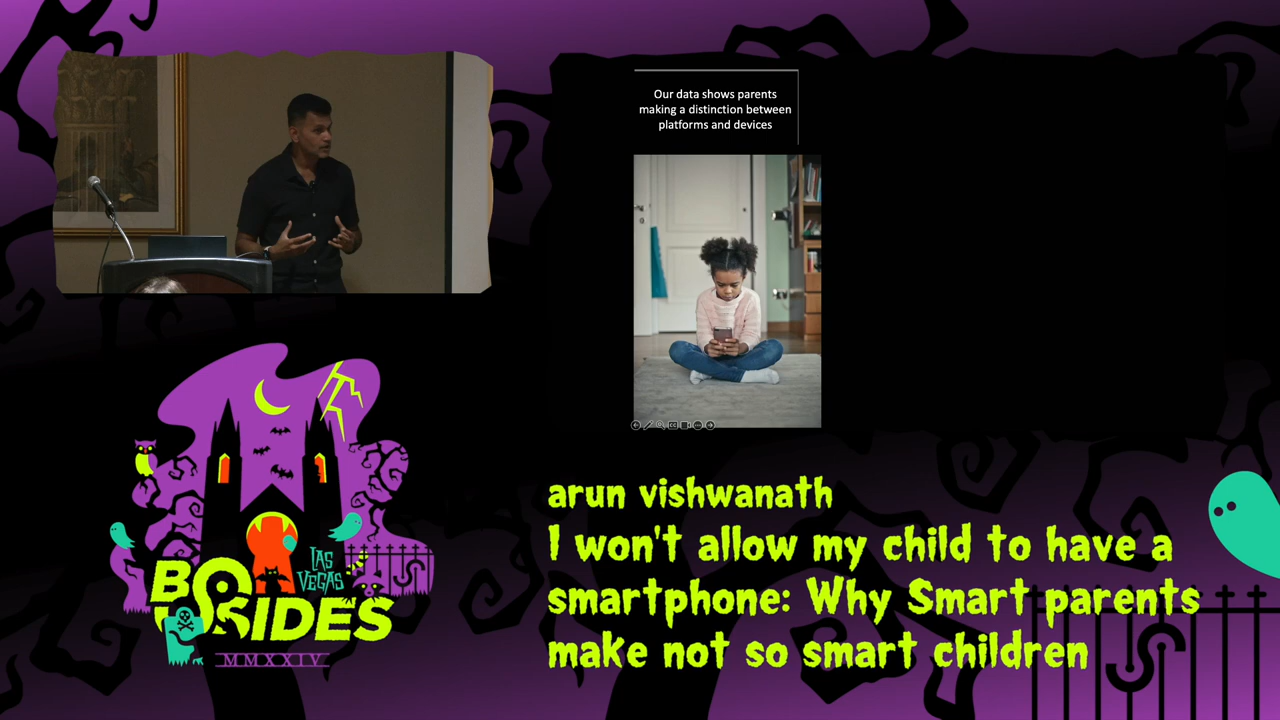 Our data shows parents
making a distinction between
platforms and devices
BSIDES
LAS
VEGAS
MMXXIV
arun vishwanath
I won't allow my child to have a
smartphone: Why Smart parents
make not so smart children